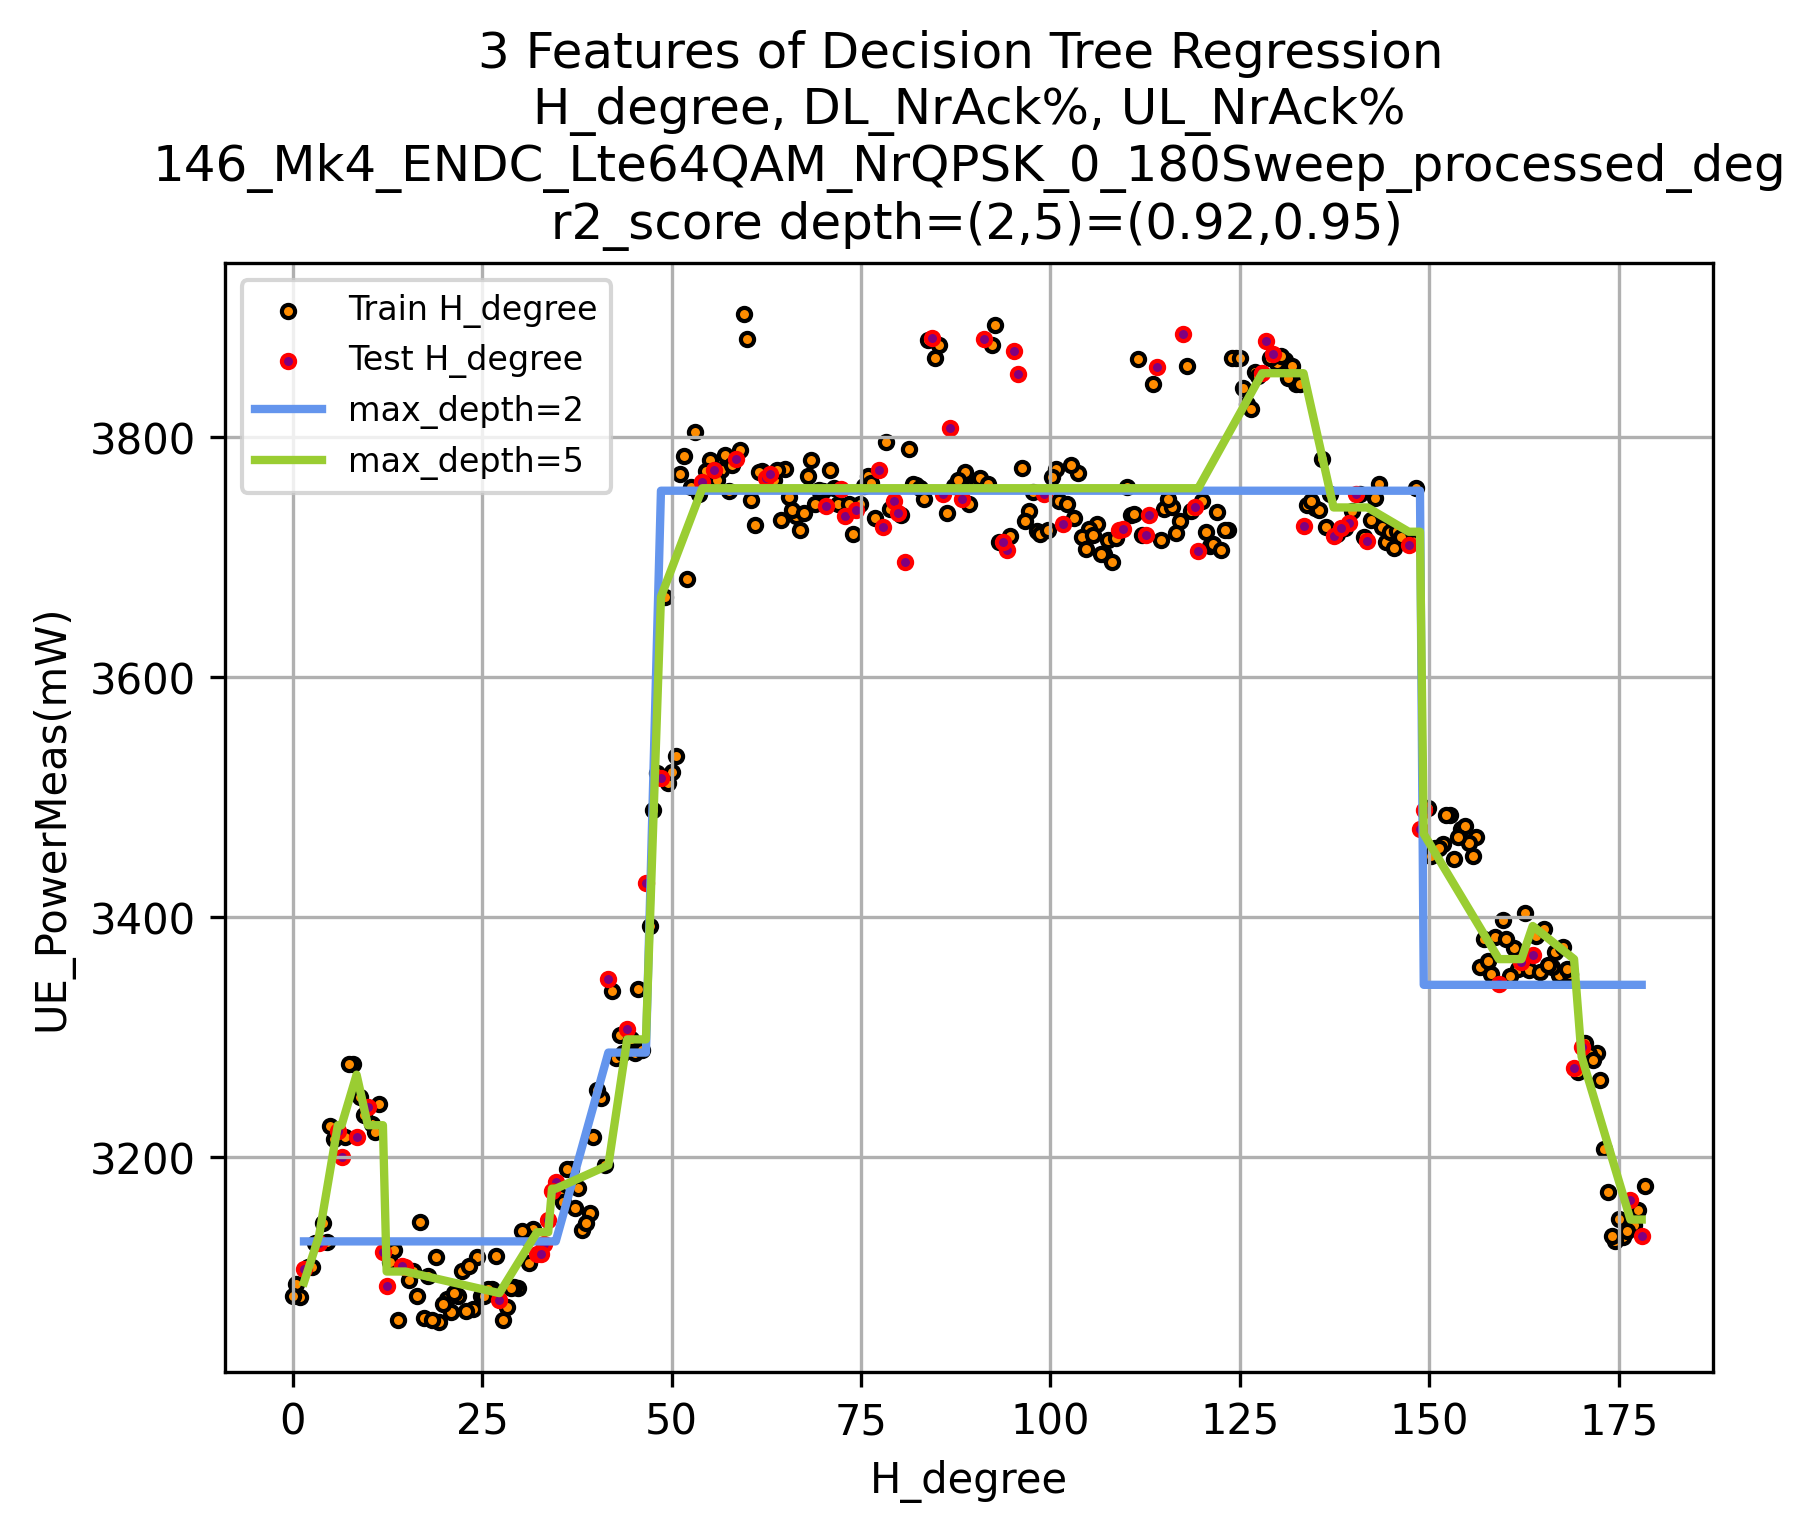 3 Features of Decision Tree Regression
H_degree, DL_NrAck%, UL_NrAck%
146_Mk4_ENDC_Lte64QAM_NrQPSK_0_180Sweep_processed_deg
r2_score depth=(2,5)=(0.92,0.95)
Train H_degree
Test H_degree
max_depth=2
max_depth=5
UE_PowerMeas(mW)
3800
3600
3400
3200
0 25 50 75 100 125 150 175
H_degree